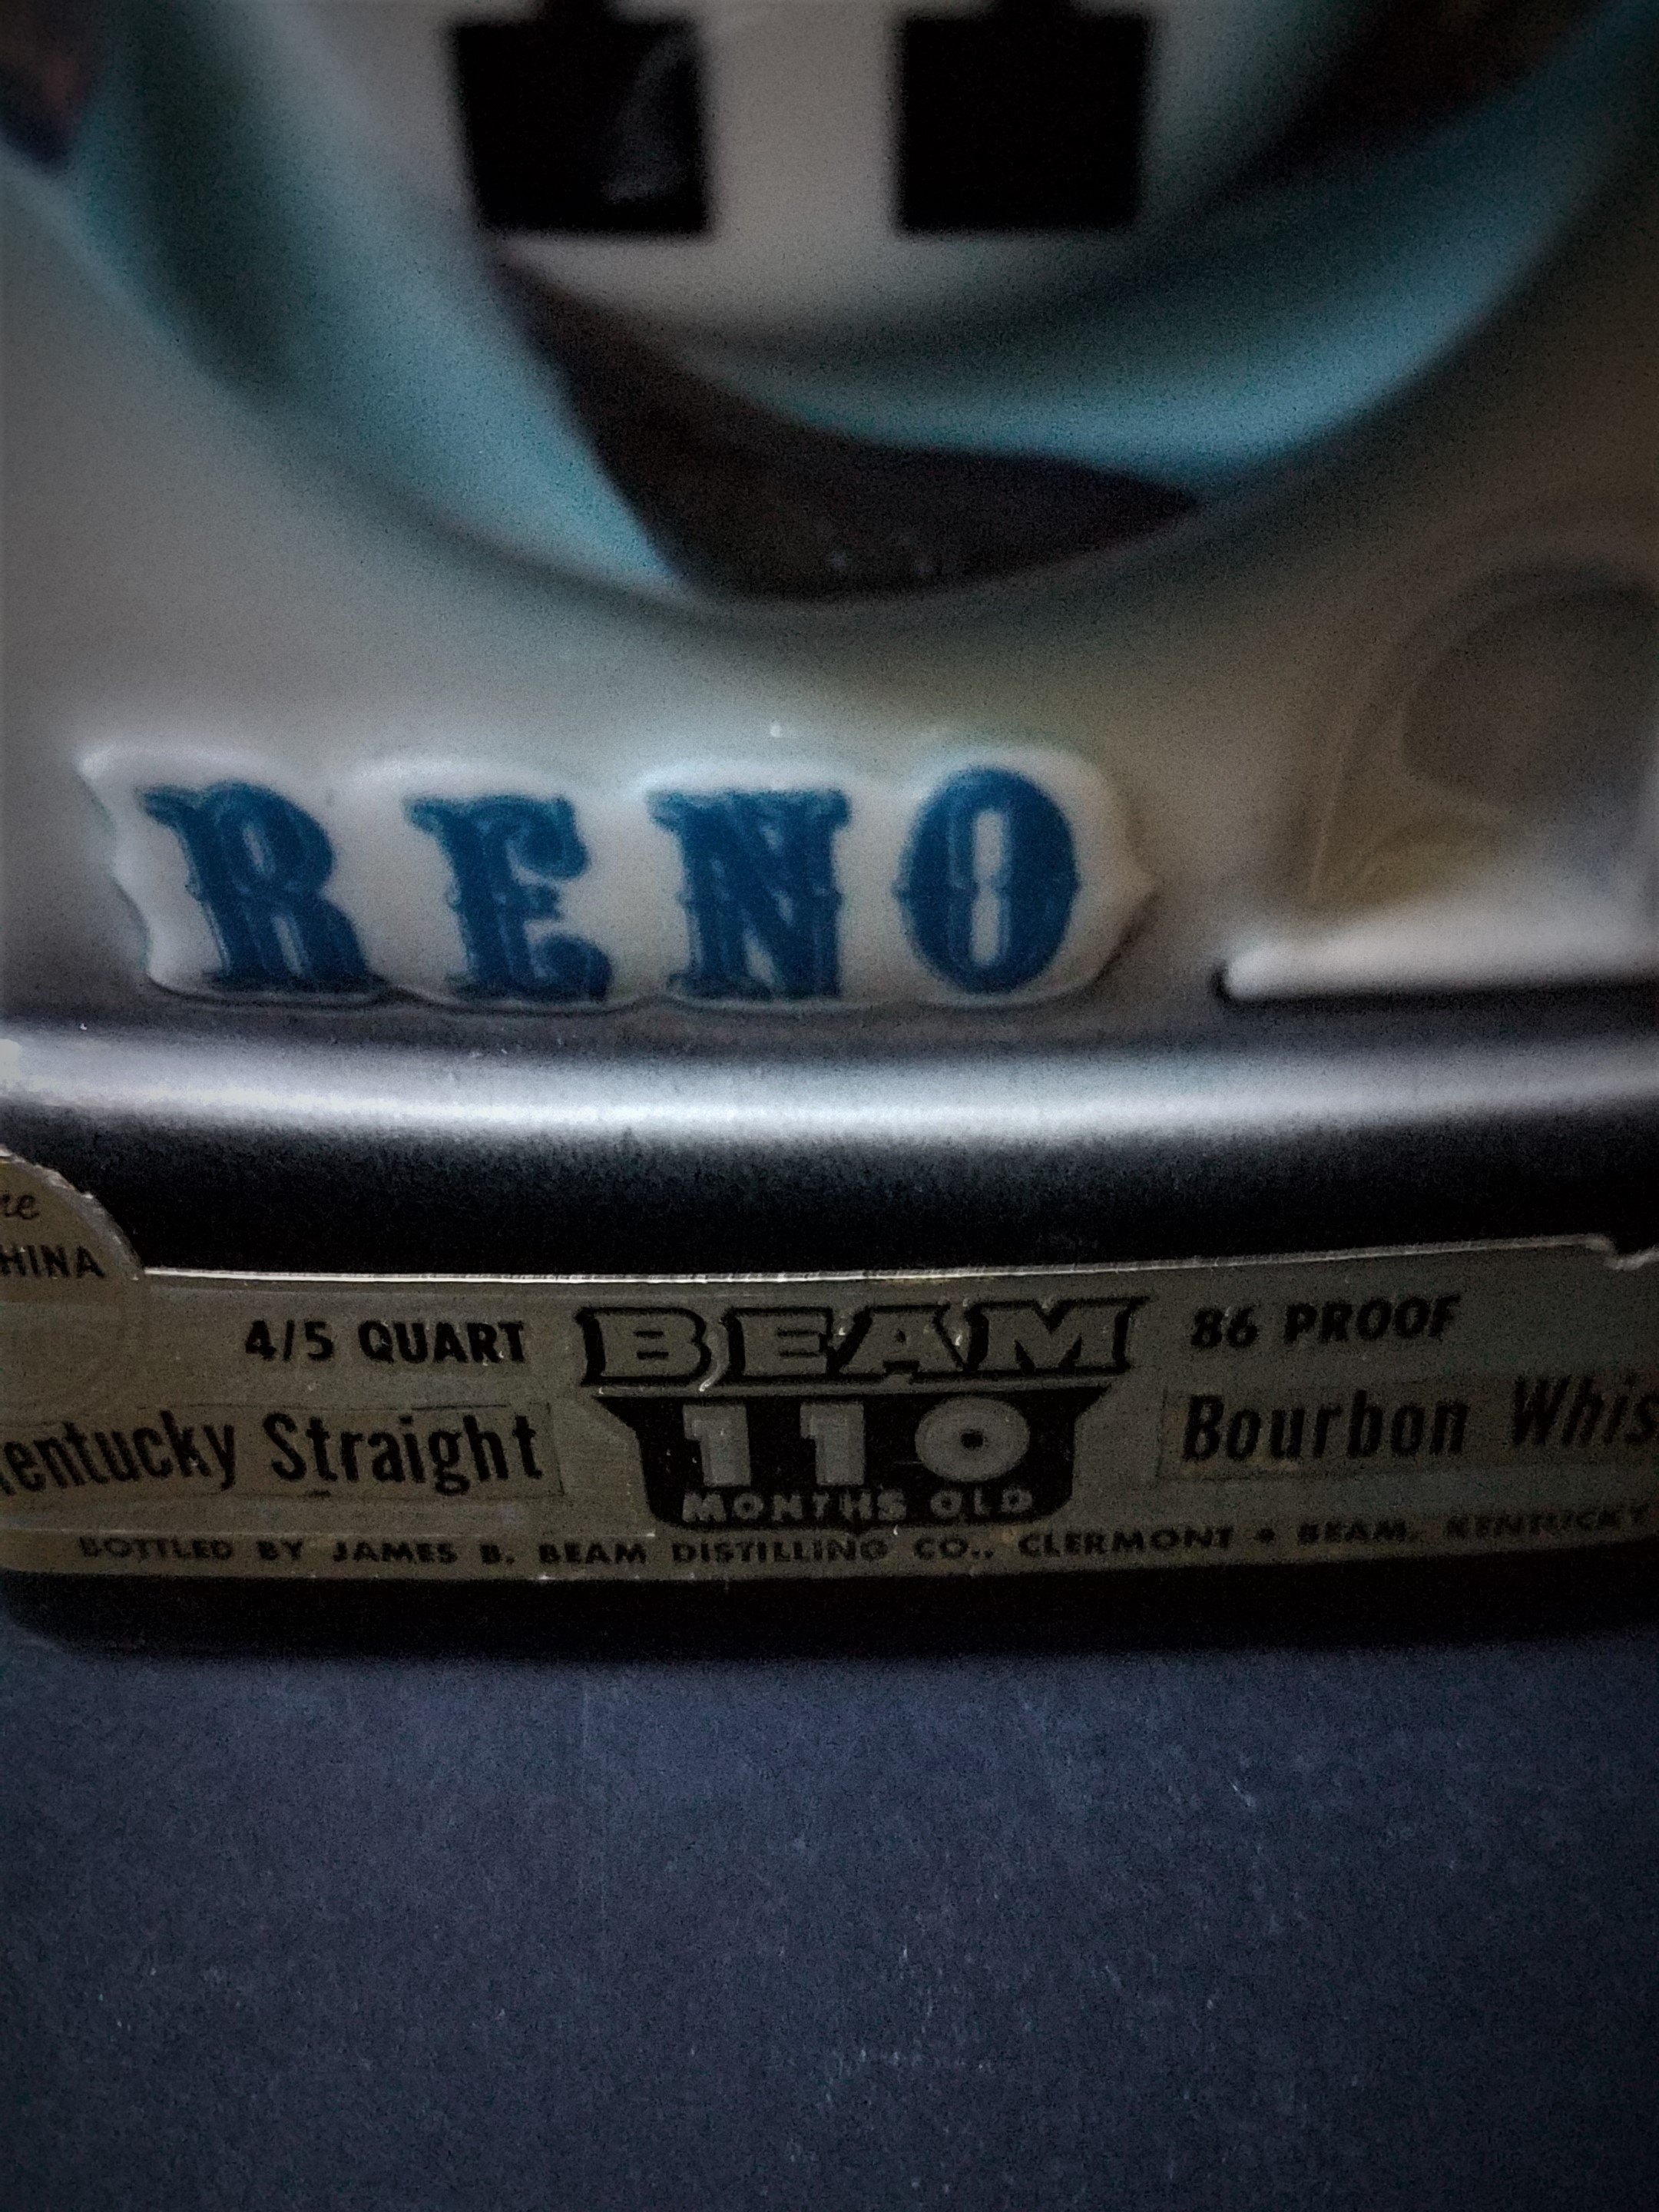 RENO
HINA
4/5 QUART BEAM 86 PROOF
Kentucky Straight 110 Bourbon Whis
MONTHS OLD
BOTTLED BY JAMES B. BEAM DISTILLING CO., CLERMONT • BEAM, KENTUCKY